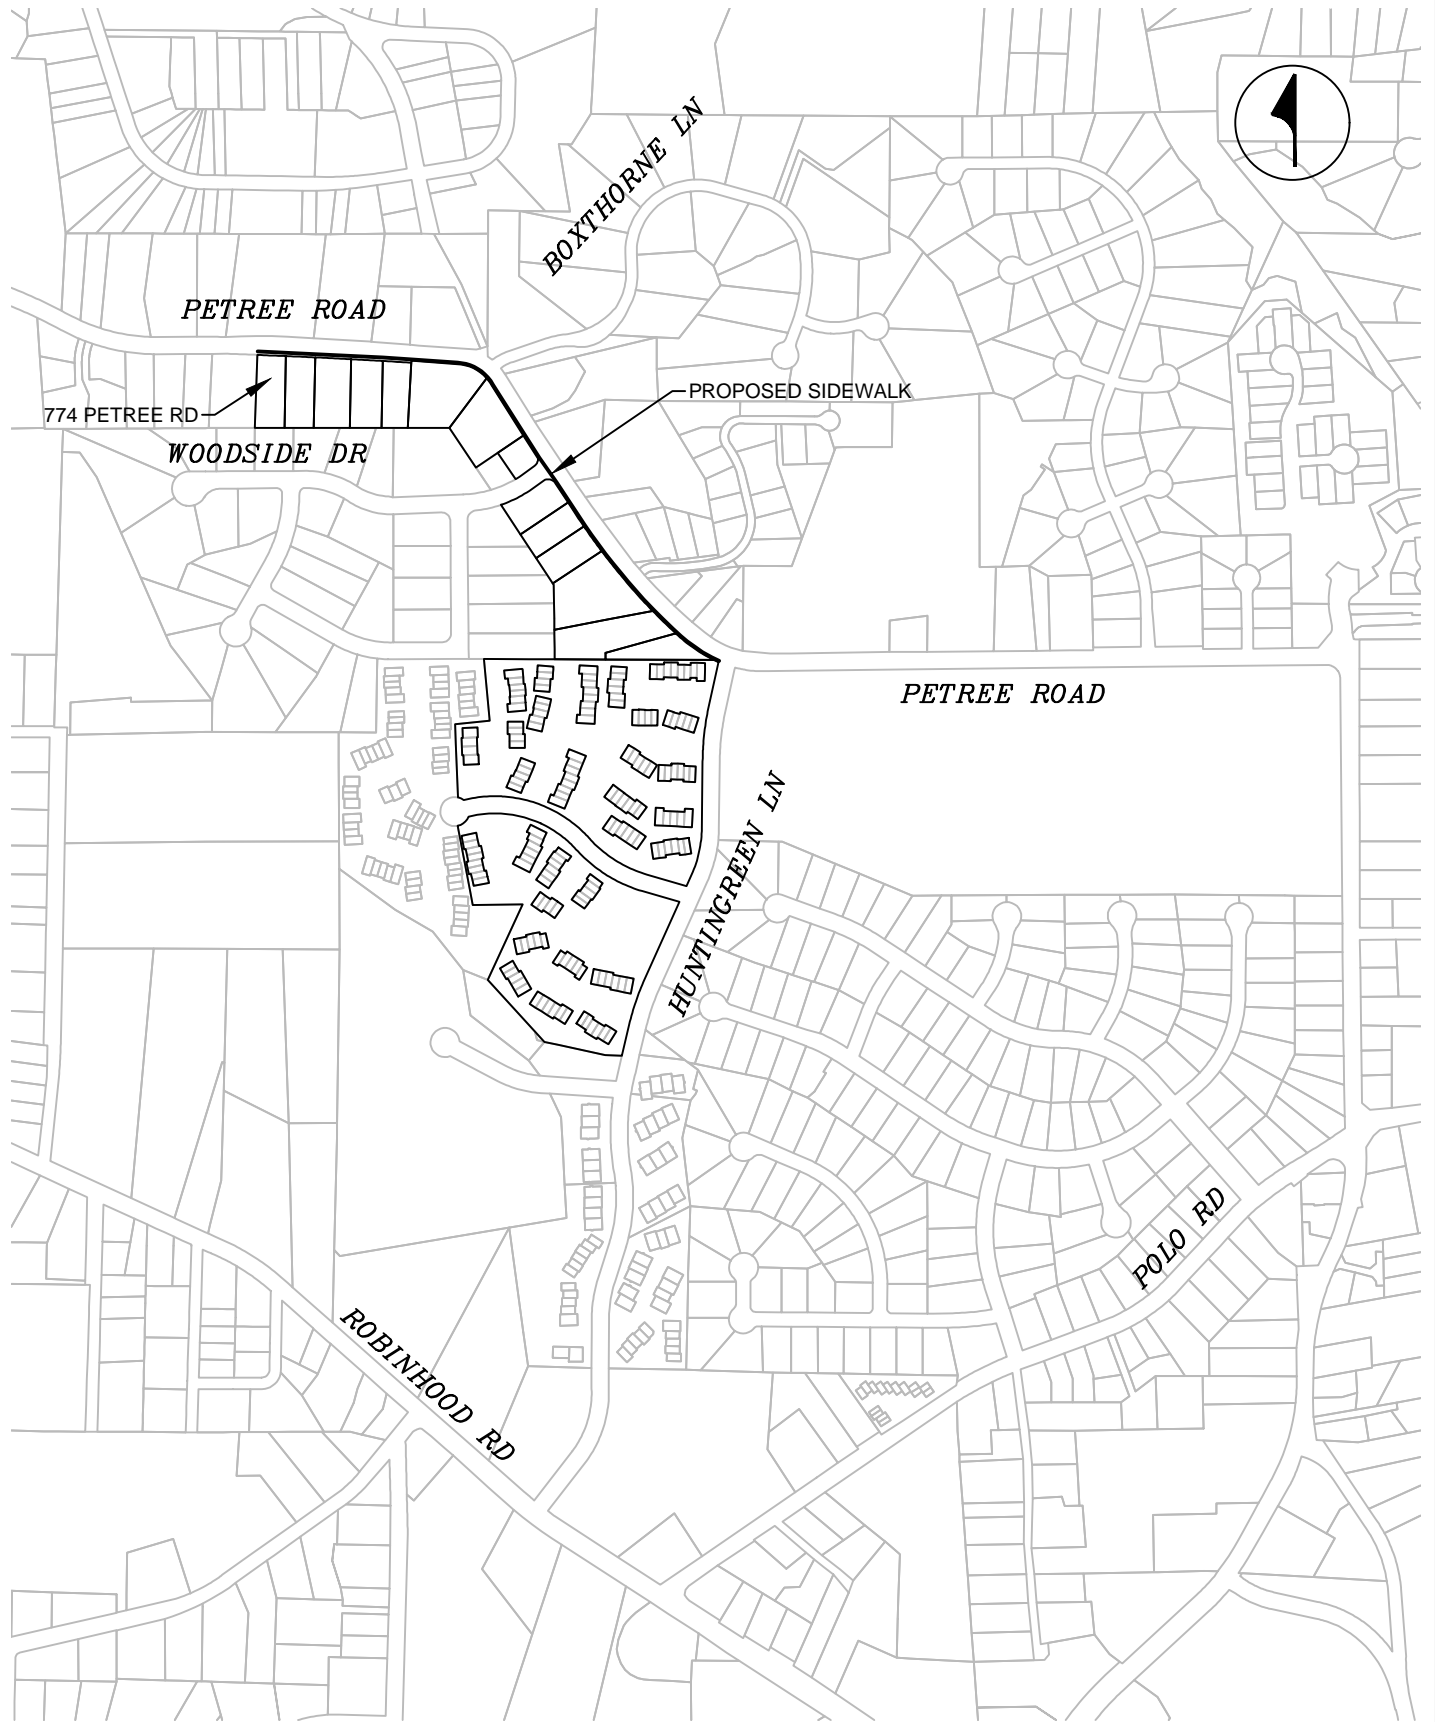 BOXTHORNE LN
PETREE ROAD
PROPOSED SIDEWALK
774 PETREE RD
WOODSIDE DR
PETREE ROAD
HUNTINGREEN LN
POLO RD
ROBINHOOD RD